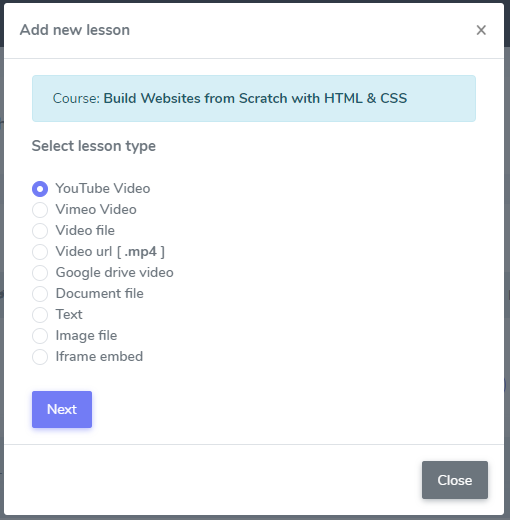 Add new lesson ×
Course: Build Websites from Scratch with HTML & CSS
Select lesson type
YouTube Video
Vimeo Video
Video file
Video url [ .mp4 ]
Google drive video
Document file
Text
Image file
Iframe embed
Next
Close